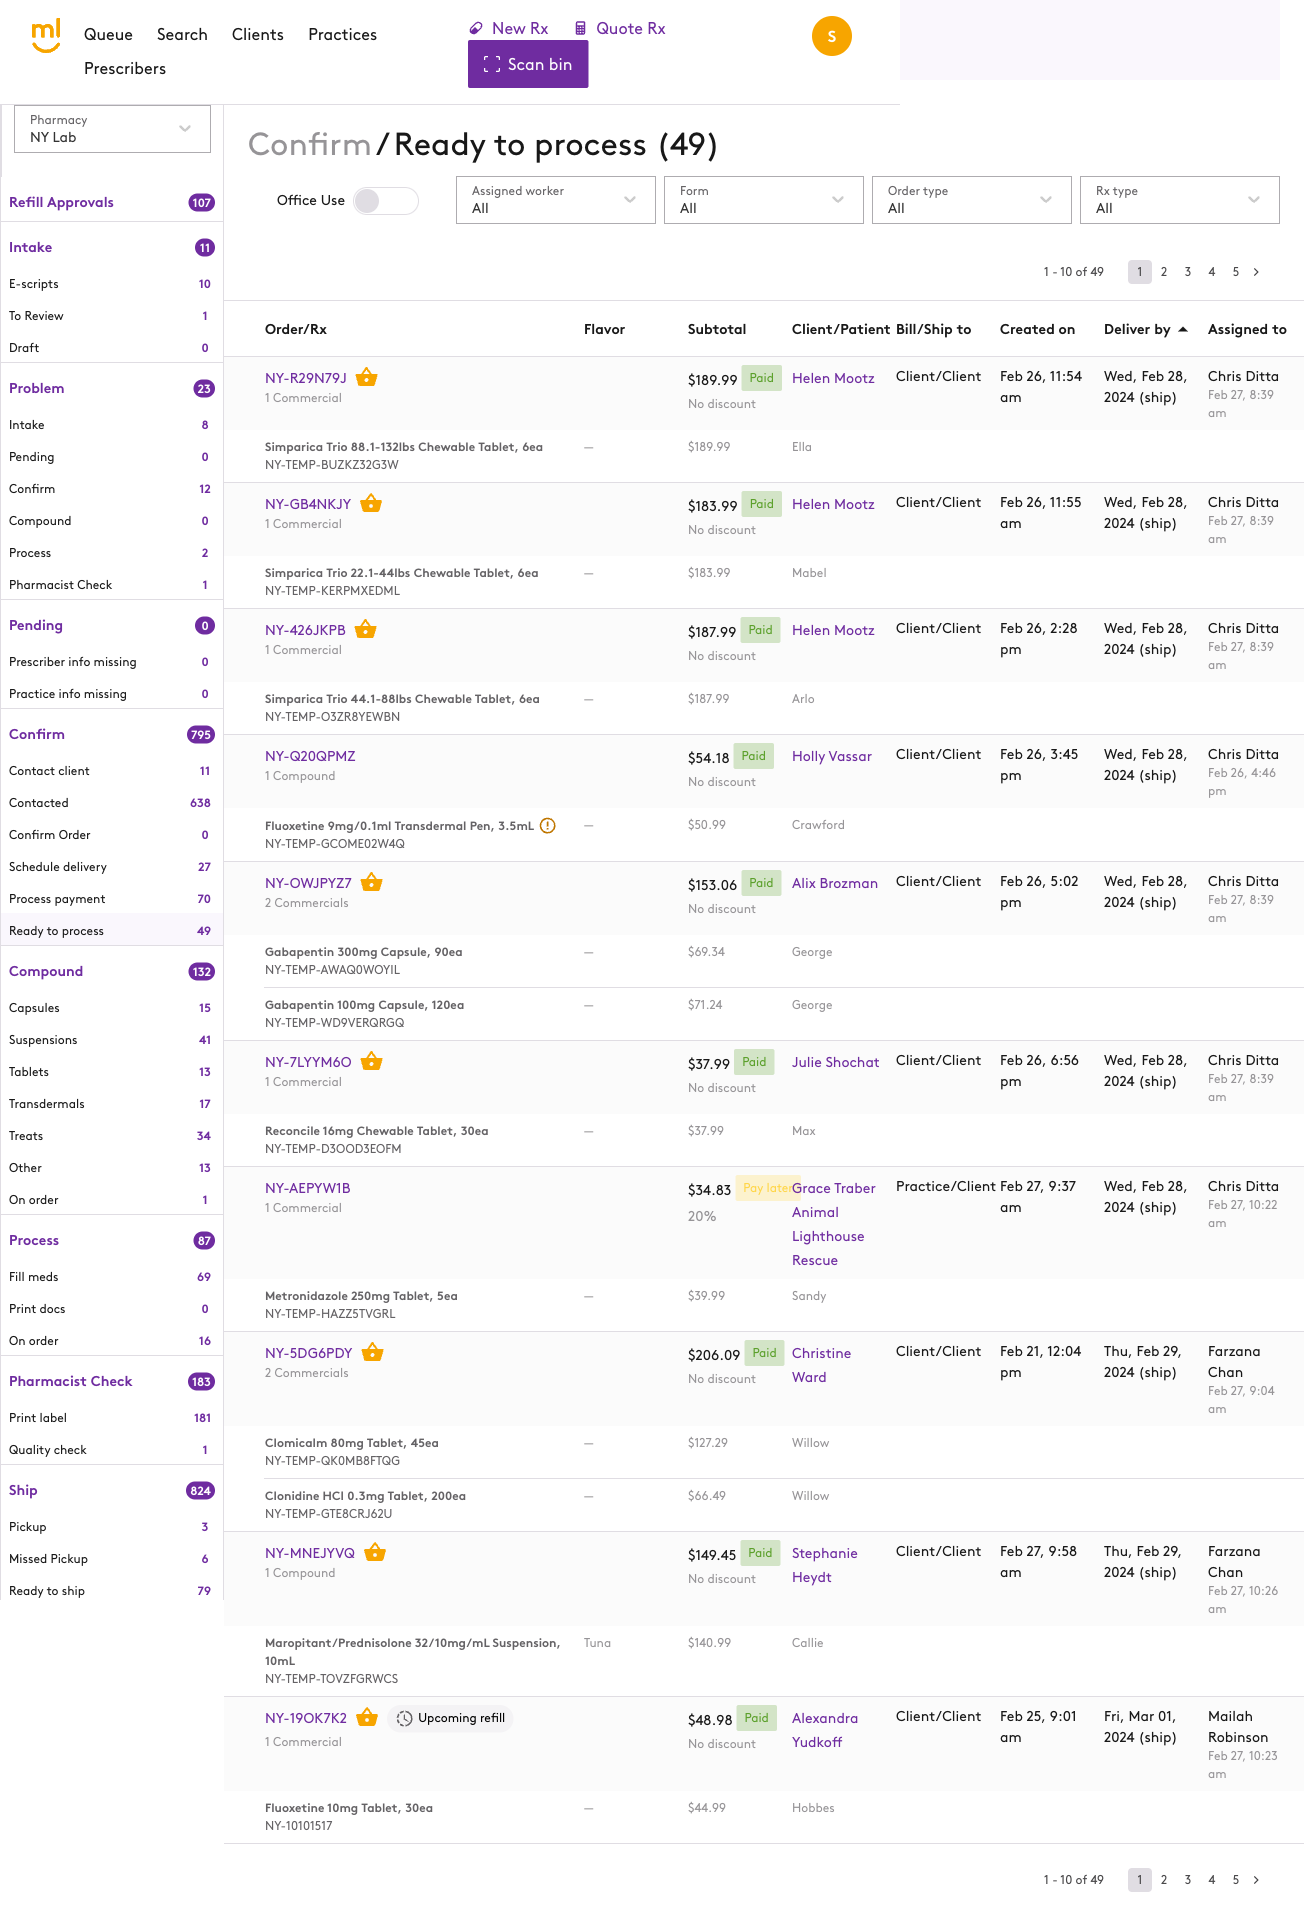 ml
Queue Search Clients Practices
Prescribers
New Rx Quote Rx
Scan bin
S
Pharmacy
NY Lab
Refill Approvals 107
Intake 11
E-scripts 10
To Review 1
Draft 0
Problem 23
Intake 8
Pending 0
Confirm 12
Compound 0
Process 2
Pharmacist Check 1
Pending 0
Prescriber info missing 0
Practice info missing 0
Confirm 795
Contact client 11
Contacted 638
Confirm Order 0
Schedule delivery 27
Process payment 70
Ready to process 49
Compound 132
Capsules 15
Suspensions 41
Tablets 13
Transdermals 17
Treats 34
Other 13
On order 1
Process 87
Fill meds 69
Print docs 0
On order 16
Pharmacist Check 183
Print label 181
Quality check 1
Ship 824
Pickup 3
Missed Pickup 6
Ready to ship 79
Confirm / Ready to process (49)
Office Use
Assigned worker
All
Form
All
Order type
All
Rx type
All
1 - 10 of 49 1 2 3 4 5 >
Order/Rx Flavor Subtotal Client/Patient Bill/Ship to Created on Deliver by Assigned to
NY-R29N79J $189.99 Paid Helen Mootz Client/Client Feb 26, 11:54 Wed, Feb 28, Chris Ditta
am 2024 (ship) Feb 27, 8:39
1 Commercial No discount am
Simparica Trio 88.1-132lbs Chewable Tablet, 6ea — $189.99 Ella
NY-TEMP-BUZKZ32G3W
NY-GB4NKJY $183.99 Paid Helen Mootz Client/Client Feb 26, 11:55 Wed, Feb 28, Chris Ditta
am 2024 (ship) Feb 27, 8:39
1 Commercial No discount am
Simparica Trio 22.1-44lbs Chewable Tablet, 6ea — $183.99 Mabel
NY-TEMP-KERPMXEDML
NY-426JKPB $187.99 Paid Helen Mootz Client/Client Feb 26, 2:28 Wed, Feb 28, Chris Ditta
pm 2024 (ship) Feb 27, 8:39
1 Commercial No discount am
Simparica Trio 44.1-88lbs Chewable Tablet, 6ea — $187.99 Arlo
NY-TEMP-O3ZR8YEWBN
NY-Q20QPMZ $54.18 Paid Holly Vassar Client/Client Feb 26, 3:45 Wed, Feb 28, Chris Ditta
pm 2024 (ship) Feb 26, 4:46
1 Compound No discount pm
Fluoxetine 9mg/0.1ml Transdermal Pen, 3.5mL — $50.99 Crawford
NY-TEMP-GCOME02W4Q
NY-OWJPYZ7 $153.06 Paid Alix Brozman Client/Client Feb 26, 5:02 Wed, Feb 28, Chris Ditta
pm 2024 (ship) Feb 27, 8:39
2 Commercials No discount am
Gabapentin 300mg Capsule, 90ea — $69.34 George
NY-TEMP-AWAQ0WOYIL
Gabapentin 100mg Capsule, 120ea — $71.24 George
NY-TEMP-WD9VERQRGQ
NY-7LYYM6O $37.99 Paid Julie Shochat Client/Client Feb 26, 6:56 Wed, Feb 28, Chris Ditta
pm 2024 (ship) Feb 27, 8:39
1 Commercial No discount am
Reconcile 16mg Chewable Tablet, 30ea — $37.99 Max
NY-TEMP-D3OOD3EOFM
NY-AEPYW1B $34.83 Pay later Grace Traber Practice/Client Feb 27, 9:37 Wed, Feb 28, Chris Ditta
am 2024 (ship) Feb 27, 10:22
1 Commercial 20% Animal am
Lighthouse
Rescue
Metronidazole 250mg Tablet, 5ea — $39.99 Sandy
NY-TEMP-HAZZ5TVGRL
NY-5DG6PDY $206.09 Paid Christine Client/Client Feb 21, 12:04 Thu, Feb 29, Farzana
2 Commercials No discount Ward pm 2024 (ship) Chan
Feb 27, 9:04
am
Clomicalm 80mg Tablet, 45ea — $127.29 Willow
NY-TEMP-QK0MB8FTQG
Clonidine HCl 0.3mg Tablet, 200ea — $66.49 Willow
NY-TEMP-GTE8CRJ62U
NY-MNEJYVQ $149.45 Paid Stephanie Client/Client Feb 27, 9:58 Thu, Feb 29, Farzana
1 Compound No discount Heydt am 2024 (ship) Chan
Feb 27, 10:26
am
Maropitant/Prednisolone 32/10mg/mL Suspension, Tuna $140.99 Callie
10mL
NY-TEMP-TOVZFGRWCS
NY-19OK7K2 Upcoming refill $48.98 Paid Alexandra Client/Client Feb 25, 9:01 Fri, Mar 01, Mailah
1 Commercial No discount Yudkoff am 2024 (ship) Robinson
Feb 27, 10:23
am
Fluoxetine 10mg Tablet, 30ea — $44.99 Hobbes
NY-10101517
1 - 10 of 49 1 2 3 4 5 >